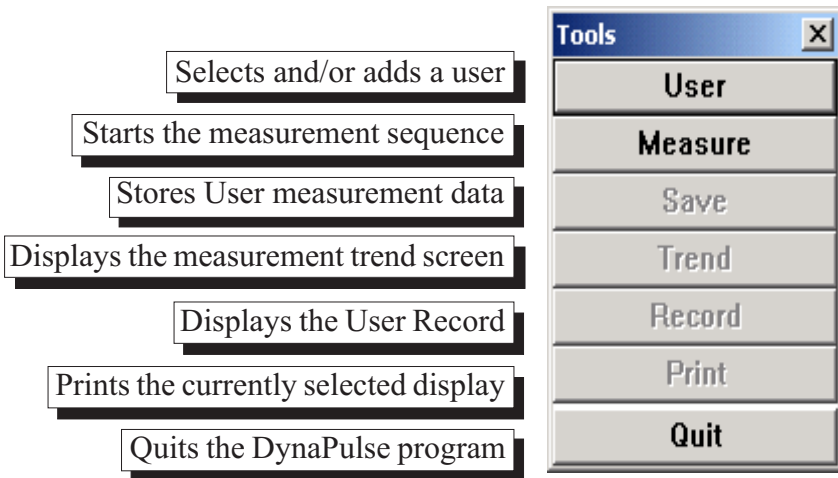 Tools
Selects and/or adds a user
User
Starts the measurement sequence
Measure
Stores User measurement data
Save
Displays the measurement trend screen
Trend
Displays the User Record
Record
Prints the currently selected display
Print
Quits the DynaPulse program
Quit